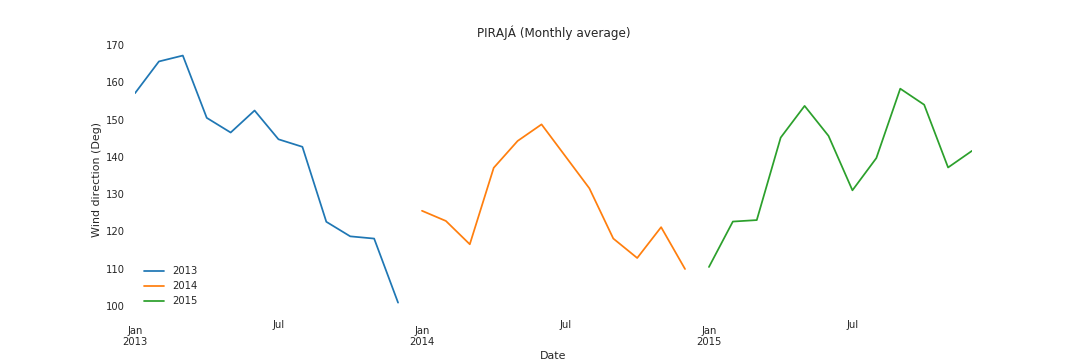 PIRAJÁ (Monthly average)
Wind direction (Deg)
170
160
150
140
130
120
110
100
2013
2014
2015
Jan
2013
Jul
Jan
2014
Jul
Jan
2015
Jul
Date